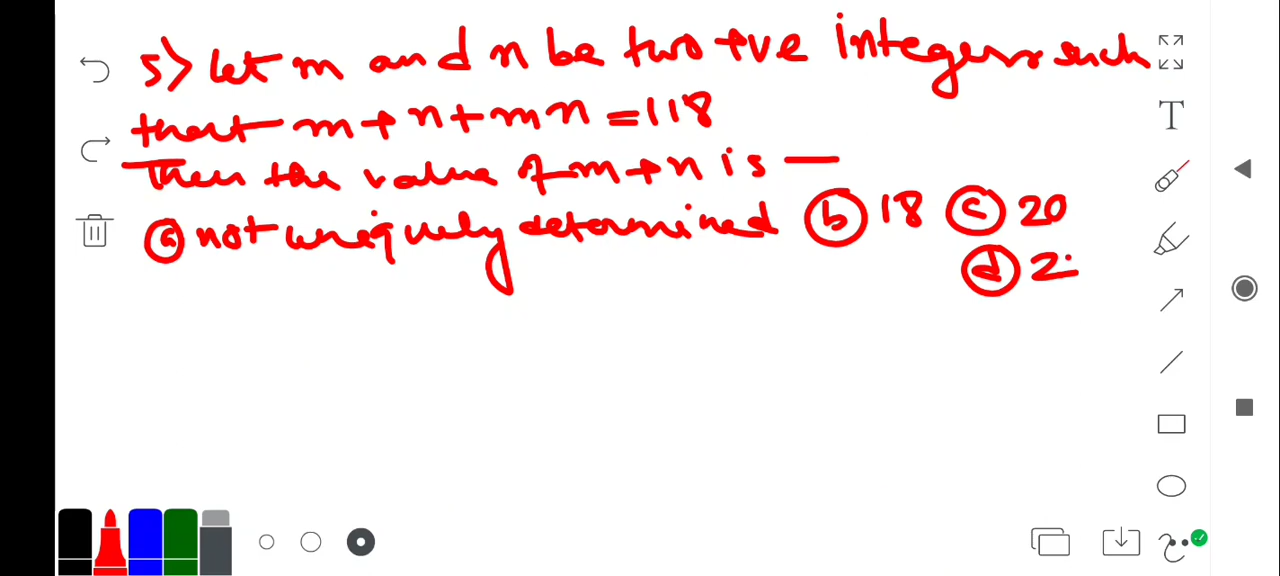 5) Let m and n be two +ve integers such
that m+n+mn=118
Then the value of m+n is —
(a) not uniquely determined (b) 18 (c) 20
(d)
T